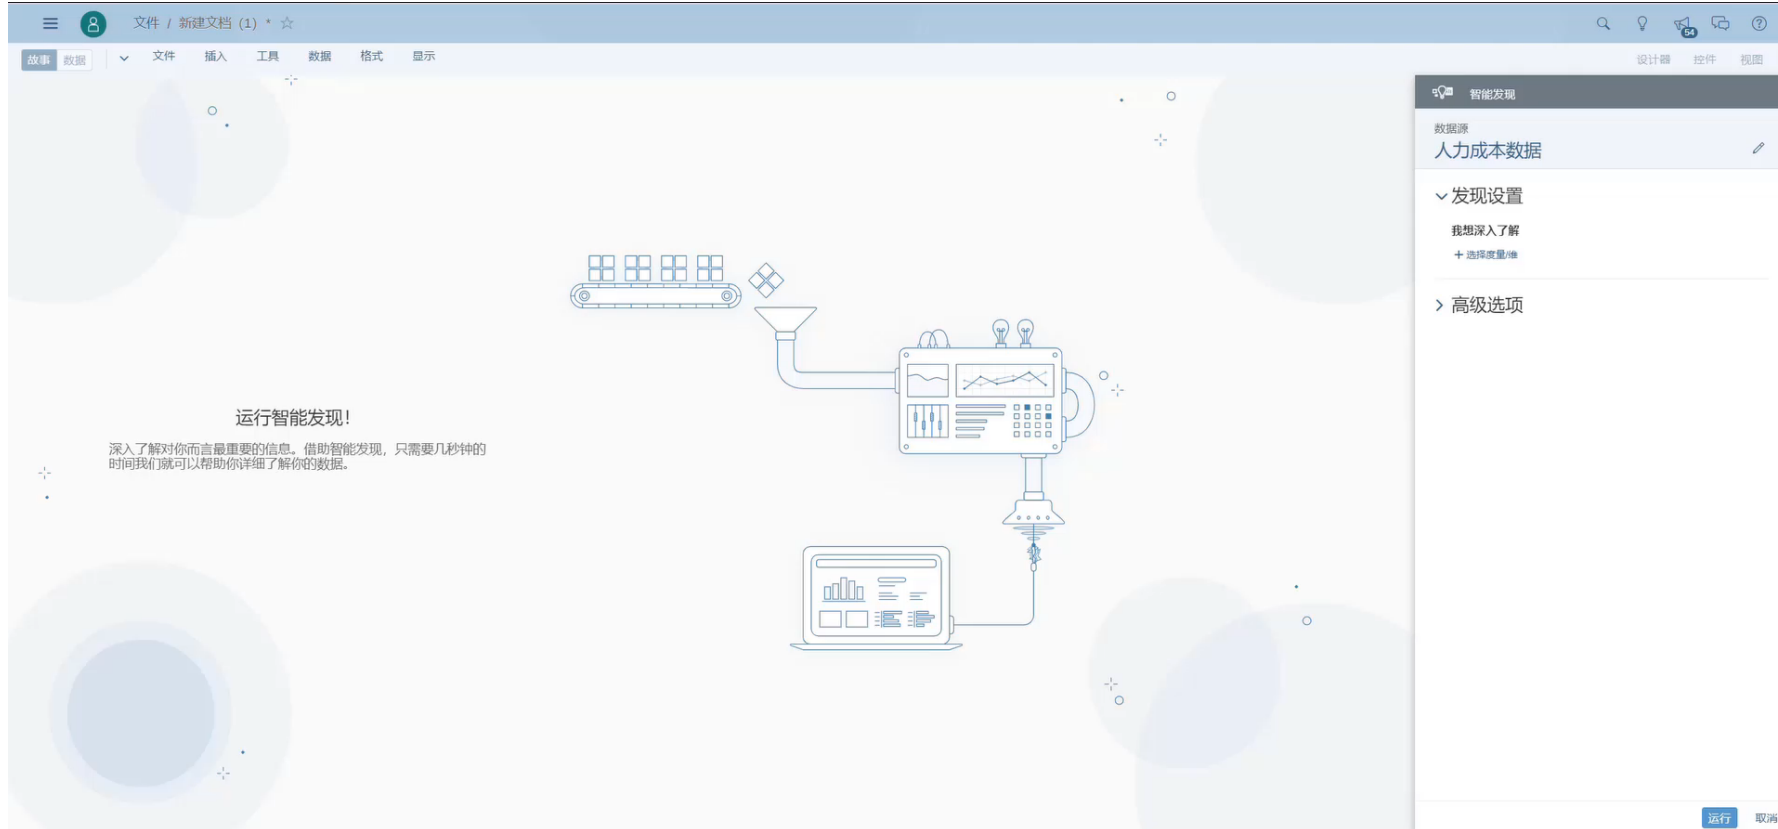 文件 / 新建文档 (1) * ☆
54
故事 数据 文件 插入 工具 数据 格式 显示 设计器 控件 视图
智能发现
数据源
人力成本数据
发现设置
我想深入了解
+ 选择度量/维
高级选项
运行智能发现！
深入了解对你而言最重要的信息。借助智能发现，只需要几秒钟的
时间我们就可以帮助你详细了解你的数据。
运行 取消